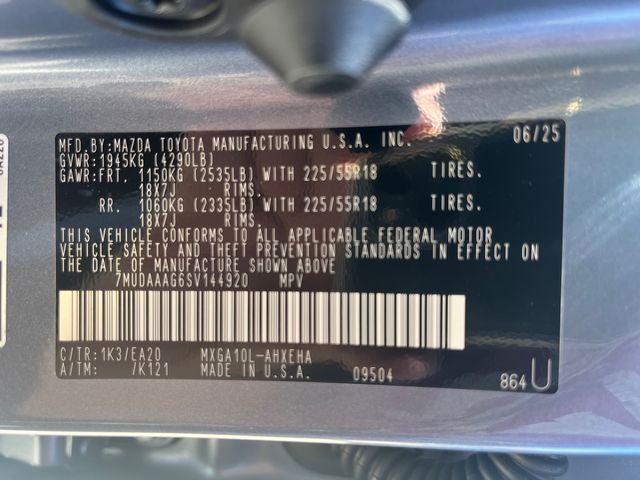 MFD.BY:MAZDA TOYOTA MANUFACTURING U.S.A. INC. 06/25
GVWR:1945KG (4290LB)
GAWR:FRT. 1150KG (2535LB) WITH 225/55R18 TIRES.
18X7J RIMS.
RR. 1060KG (2335LB) WITH 225/55R18 TIRES.
18X7J RIMS.
THIS VEHICLE CONFORMS TO ALL APPLICABLE FEDERAL MOTOR
VEHICLE SAFETY AND THEFT PREVENTION STANDARDS IN EFFECT ON
THE DATE OF MANUFACTURE SHOWN ABOVE
7MUDAAAG6SV144920 MPV
C/TR:1K3/EA20 MXGA10L-AHXEHA
A/TM: /K121 MADE IN U.S.A. 09504 864U